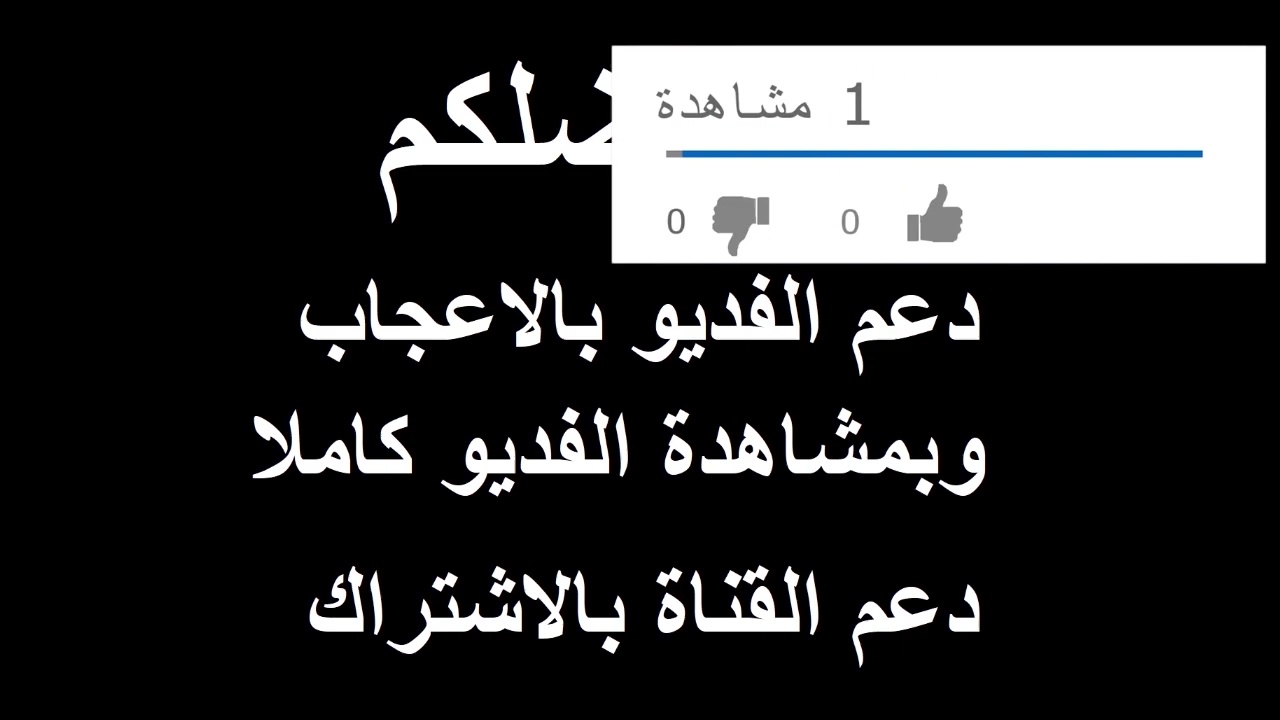 1 مشاهدة
0 0
دعم الفديو بالاعجاب
وبمشاهدة الفديو كاملا
دعم القناة بالاشتراك